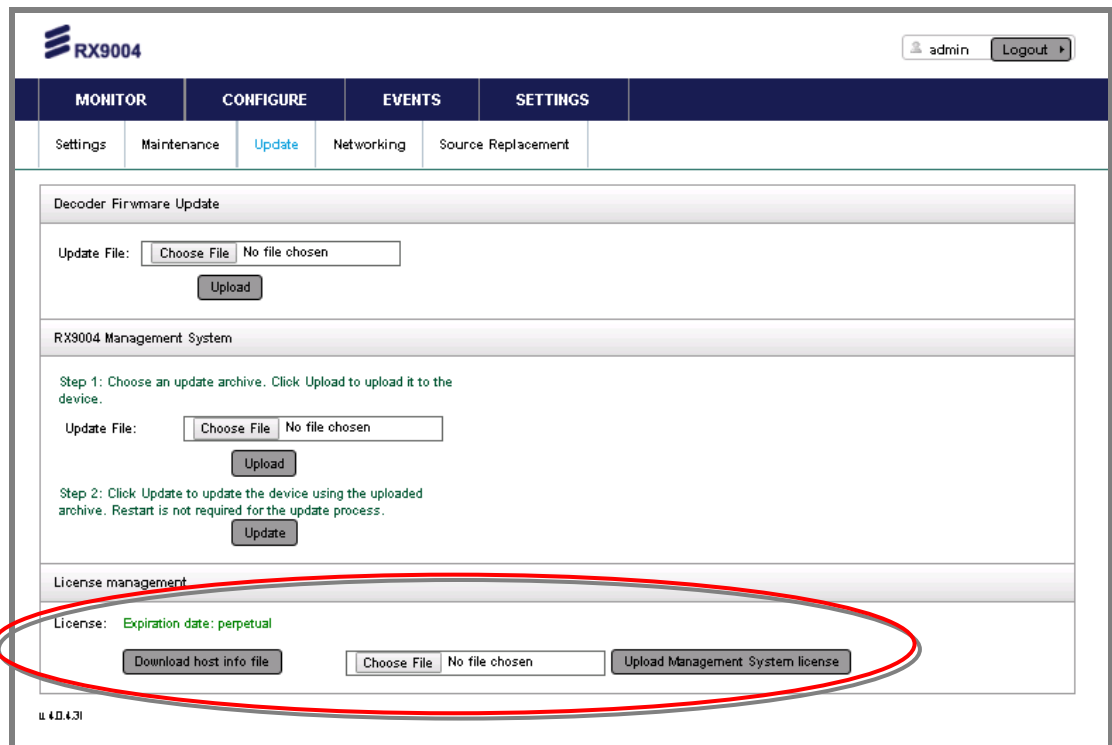 RX9004
admin Logout
MONITOR CONFIGURE EVENTS SETTINGS
Settings Maintenance Update Networking Source Replacement
Decoder Firwmare Update
Update File: Choose File No file chosen
Upload
RX9004 Management System
Step 1: Choose an update archive. Click Upload to upload it to the
device.
Update File: Choose File No file chosen
Upload
Step 2: Click Update to update the device using the uploaded
archive. Restart is not required for the update process.
Update
License management
License: Expiration date: perpetual
Download host info file Choose File No file chosen Upload Management System license